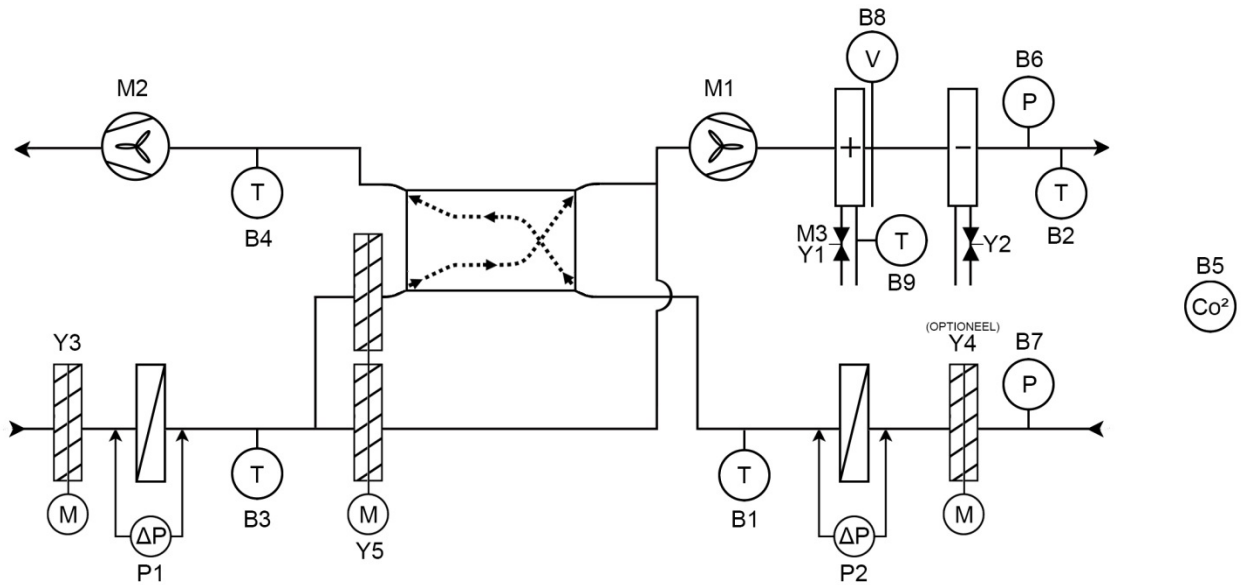 B8
V
M2
M1
B6
P
+
-
T
B4
T
B2
M3
Y1
T
B9
Y2
B5
Co²
Y3
(OPTIONEEL)
Y4
B7
P
T
B3
T
B1
M
M
M
ΔP
P1
Y5
ΔP
P2